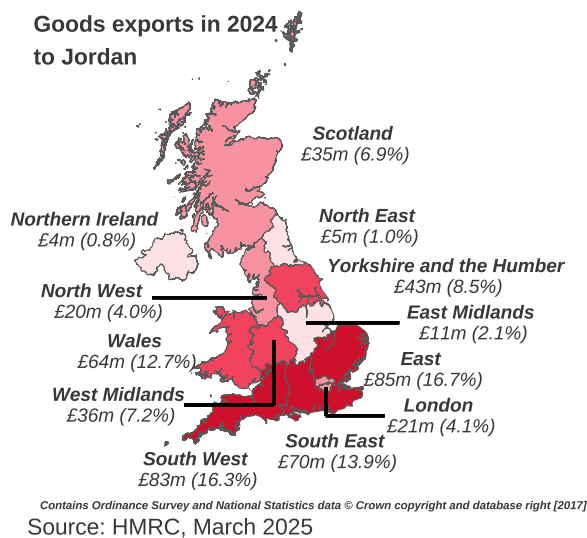 Goods exports in 2024
to Jordan
Scotland
£35m (6.9%)
Northern Ireland
£4m (0.8%)
North East
£5m (1.0%)
Yorkshire and the Humber
£43m (8.5%)
North West
£20m (4.0%)
East Midlands
£11m (2.1%)
Wales
£64m (12.7%)
East
£85m (16.7%)
West Midlands
£36m (7.2%)
London
£21m (4.1%)
South East
£70m (13.9%)
South West
£83m (16.3%)
Contains Ordinance Survey and National Statistics data © Crown copyright and database right [2017]
Source: HMRC, March 2025